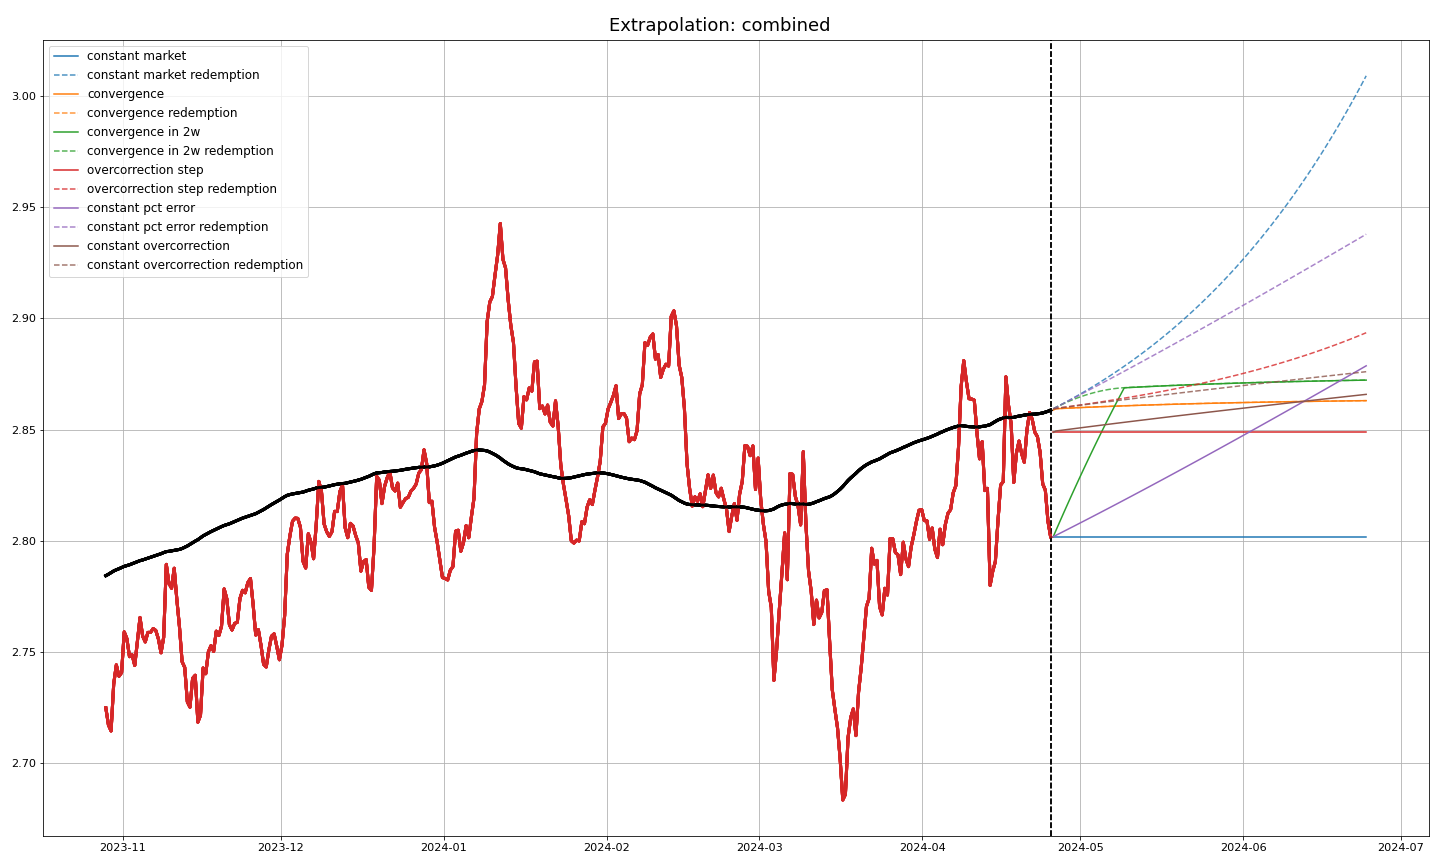 Extrapolation: combined
constant market
constant market redemption
convergence
convergence redemption
convergence in 2w
convergence in 2w redemption
overcorrection step
overcorrection step redemption
constant pct error
constant pct error redemption
constant overcorrection
constant overcorrection redemption
3.00
2.95
2.90
2.85
2.80
2.75
2.70
2023-11 2023-12 2024-01 2024-02 2024-03 2024-04 2024-05 2024-06 2024-07